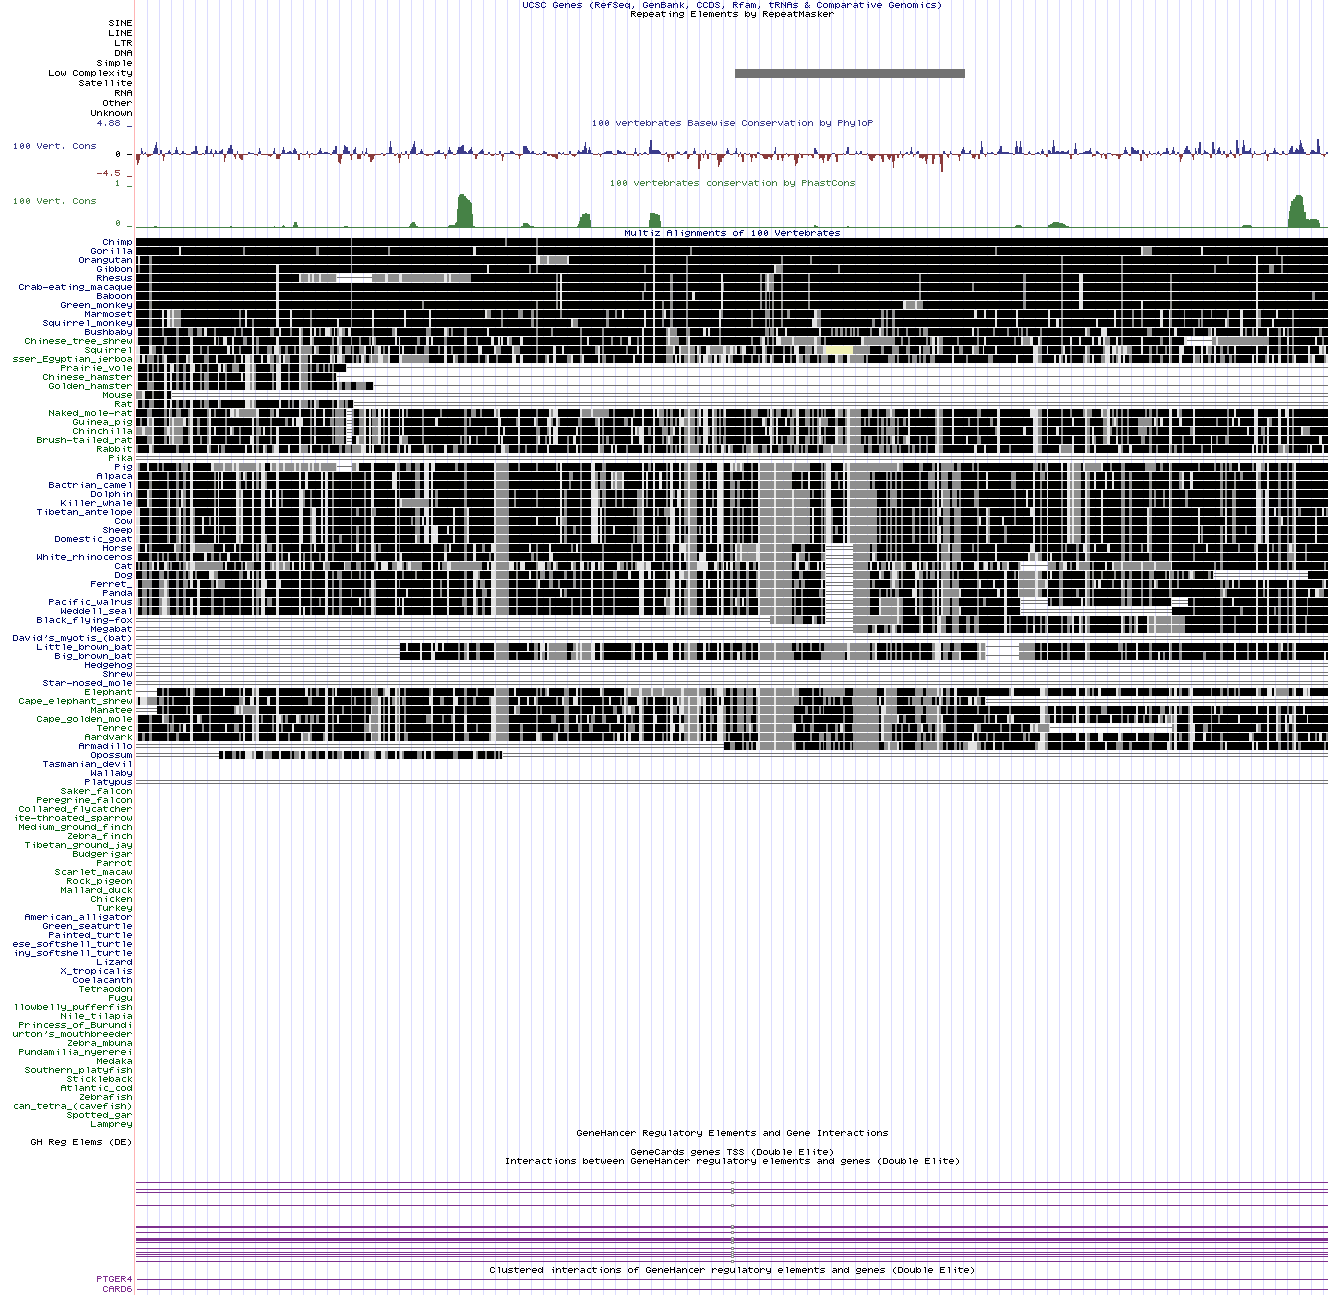 UCSC Genes (RefSeq, GenBank, CCDS, Rfam, tRNAs & Comparative Genomics)
Repeating Elements by RepeatMasker
SINE
LINE
LTR
DNA
Simple
Low Complexity
Satellite
RNA
Other
Unknown
4.88 _
100 vertebrates Basewise Conservation by PhyloP
100 Vert. Cons
0 _
-4.5 _
100 vertebrates conservation by PhastCons
1 _
100 Vert. Cons
0 _
Multiz Alignments of 100 Vertebrates
Chimp
Gorilla
Orangutan
Gibbon
Rhesus
Crab-eating_macaque
Baboon
Green_monkey
Marmoset
Squirrel_monkey
Bushbaby
Chinese_tree_shrew
Squirrel
sser_Egyptian_jerboa
Prairie_vole
Chinese_hamster
Golden_hamster
Mouse
Rat
Naked_mole-rat
Guinea_pig
Chinchilla
Brush-tailed_rat
Rabbit
Pika
Pig
Alpaca
Bactrian_camel
Dolphin
Killer_whale
Tibetan_antelope
Cow
Sheep
Domestic_goat
Horse
White_rhinoceros
Cat
Dog
Ferret_
Panda
Pacific_walrus
Weddell_seal
Black_flying-fox
Megabat
David's_myotis_(bat)
Little_brown_bat
Big_brown_bat
Hedgehog
Shrew
Star-nosed_mole
Elephant
Cape_elephant_shrew
Manatee
Cape_golden_mole
Tenrec
Aardvark
Armadillo
Opossum
Tasmanian_devil
Wallaby
Platypus
Saker_falcon
Peregrine_falcon
Collared_flycatcher
ite-throated_sparrow
Medium_ground_finch
Zebra_finch
Tibetan_ground_jay
Budgerigar
Parrot
Scarlet_macaw
Rock_pigeon
Mallard_duck
Chicken
Turkey
American_alligator
Green_seaturtle
Painted_turtle
ese_softshell_turtle
iny_softshell_turtle
Lizard
X_tropicalis
Coelacanth
Tetraodon
Fugu
llowbelly_pufferfish
Nile_tilapia
Princess_of_Burundi
urton's_mouthbreeder
Zebra_mbuna
Pundamilia_nyererei
Medaka
Southern_platyfish
Stickleback
Atlantic_cod
Zebrafish
can_tetra_(cavefish)
Spotted_gar
Lamprey
GeneHancer Regulatory Elements and Gene Interactions
GH Reg Elems (DE)
GeneCards genes TSS (Double Elite)
Interactions between GeneHancer regulatory elements and genes (Double Elite)
Clustered interactions of GeneHancer regulatory elements and genes (Double Elite)
PTGER4
CARD6